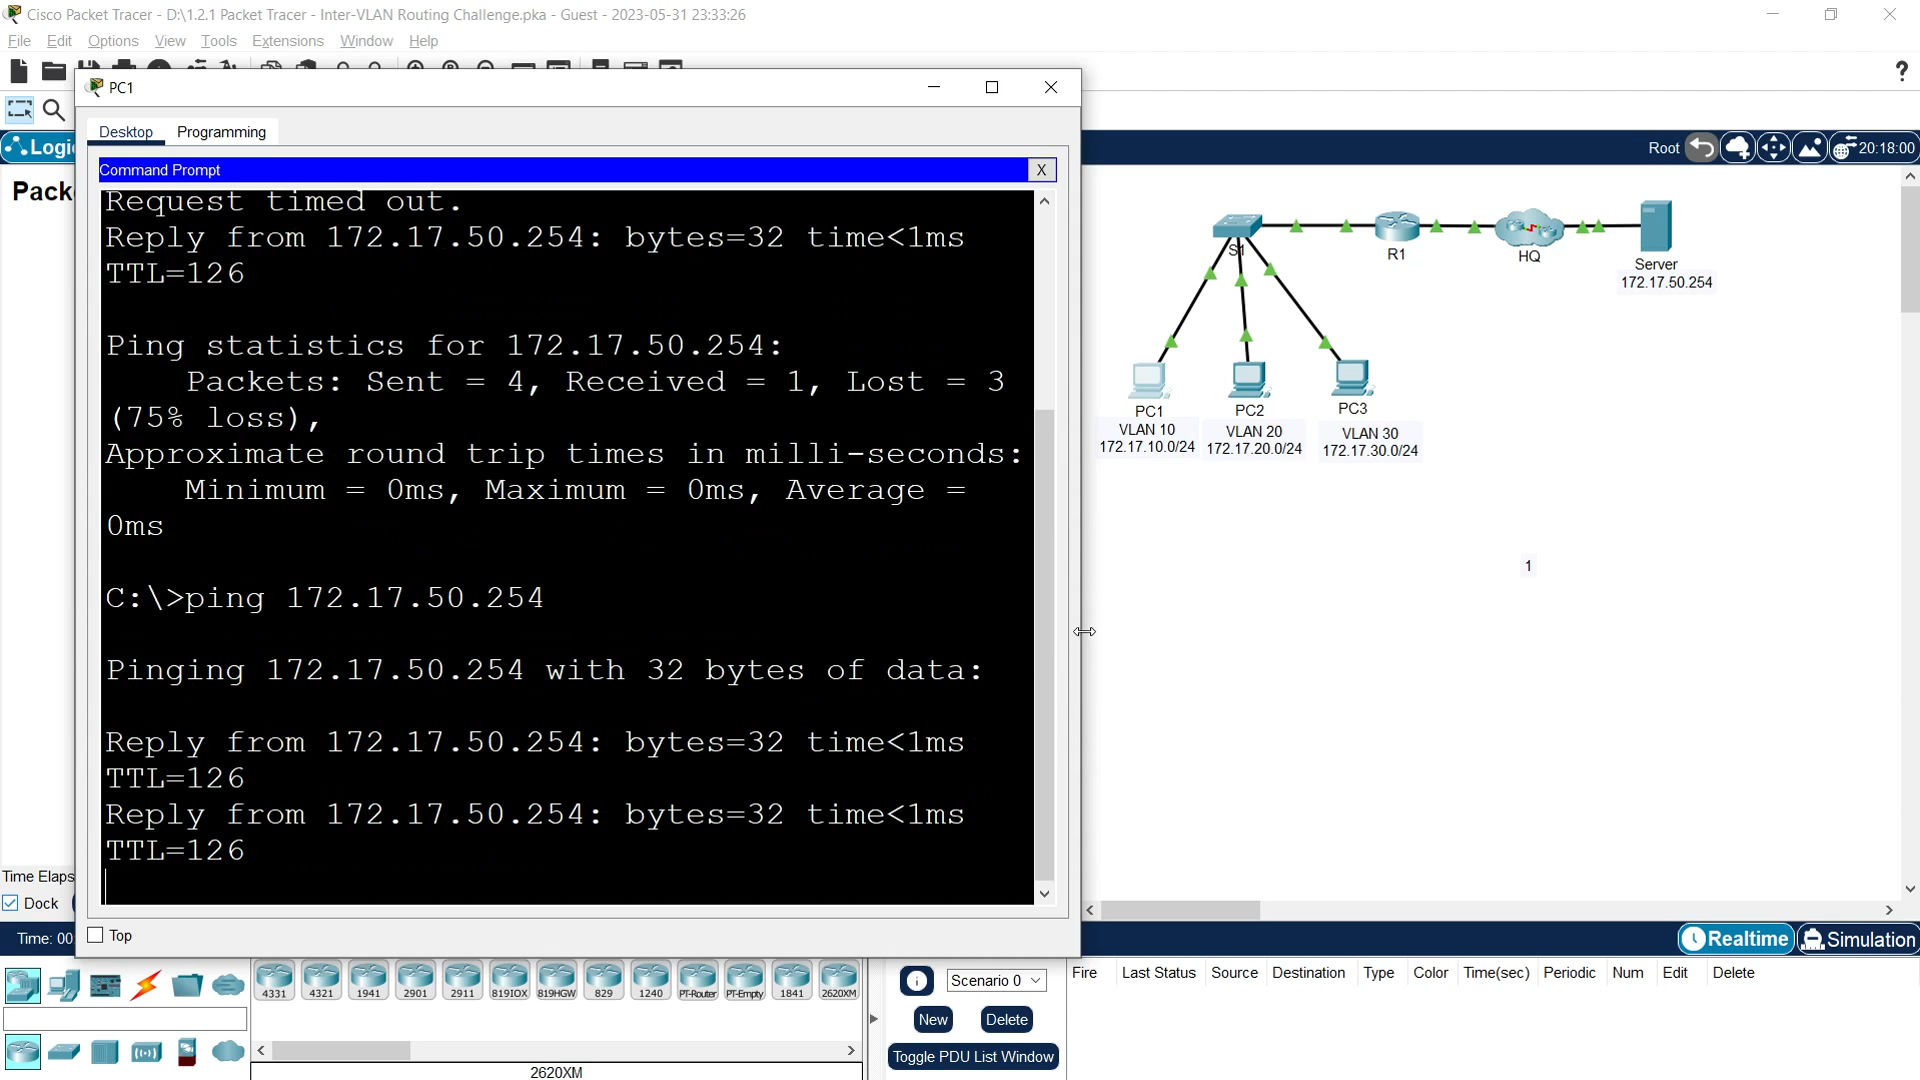 Cisco Packet Tracer - D:\1.2.1 Packet Tracer - Inter-VLAN Routing Challenge.pka - Guest - 2023-05-31 23:33:26
File Edit Options View Tools Extensions Window Help
PC1
?
Desktop Programming
Logi
Root
20:18:00
Command Prompt
X
Pack
Request timed out.
Reply from 172.17.50.254: bytes=32 time<1ms
TTL=126
Ping statistics for 172.17.50.254:
Packets: Sent = 4, Received = 1, Lost = 3
(75% loss),
Approximate round trip times in milli-seconds:
Minimum = 0ms, Maximum = 0ms, Average =
0ms
C:\>ping 172.17.50.254
Pinging 172.17.50.254 with 32 bytes of data:
Reply from 172.17.50.254: bytes=32 time<1ms
TTL=126
Reply from 172.17.50.254: bytes=32 time<1ms
TTL=126
S1
R1
HQ
Server
172.17.50.254
PC1
VLAN 10
172.17.10.0/24
PC2
VLAN 20
172.17.20.0/24
PC3
VLAN 30
172.17.30.0/24
1
Time Elaps
Dock
Top
Time: 00
Realtime
Simulation
4331 4321 1941 2901 2911 819IOX 819HGW 829 1240 PT-Router PT-Empty 1841 2620XM
Scenario 0
New
Delete
Toggle PDU List Window
Fire Last Status Source Destination Type Color Time(sec) Periodic Num Edit Delete
2620XM